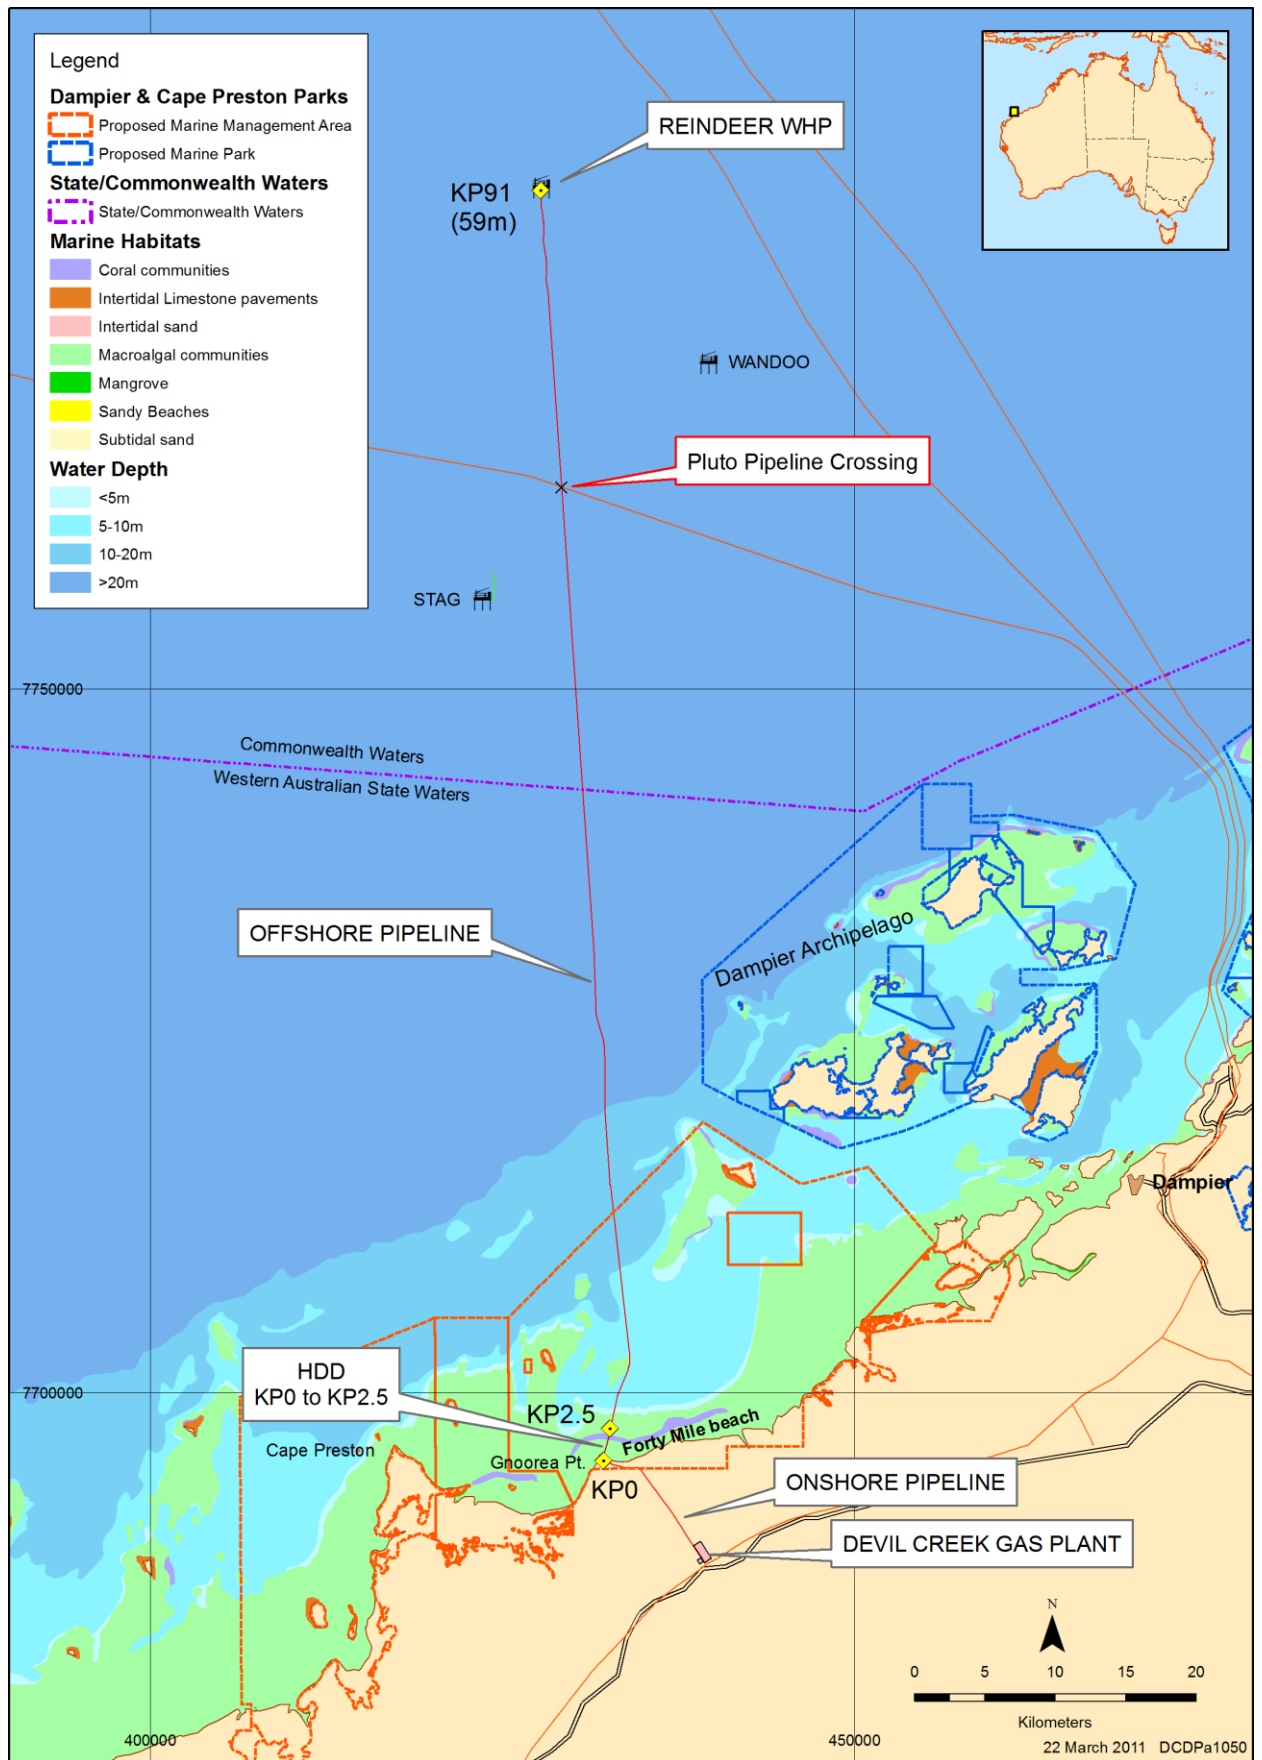 Legend
Dampier & Cape Preston Parks
Proposed Marine Management Area
Proposed Marine Park
State/Commonwealth Waters
State/Commonwealth Waters
Marine Habitats
Coral communities
Intertidal Limestone pavements
Intertidal sand
Macroalgal communities
Mangrove
Sandy Beaches
Subtidal sand
Water Depth
<5m
5-10m
10-20m
>20m
REINDEER WHP
KP91
(59m)
WANDOO
Pluto Pipeline Crossing
STAG
7750000
Commonwealth Waters
Western Australian State Waters
OFFSHORE PIPELINE
Dampier Archipelago
Dampier
HDD
KP0 to KP2.5
7700000
KP2.5
Forty Mile beach
Cape Preston
Gnoorea Pt.
KP0
ONSHORE PIPELINE
DEVIL CREEK GAS PLANT
N
0 5 10 15 20
Kilometers
400000
450000
22 March 2011 DCDPa1050